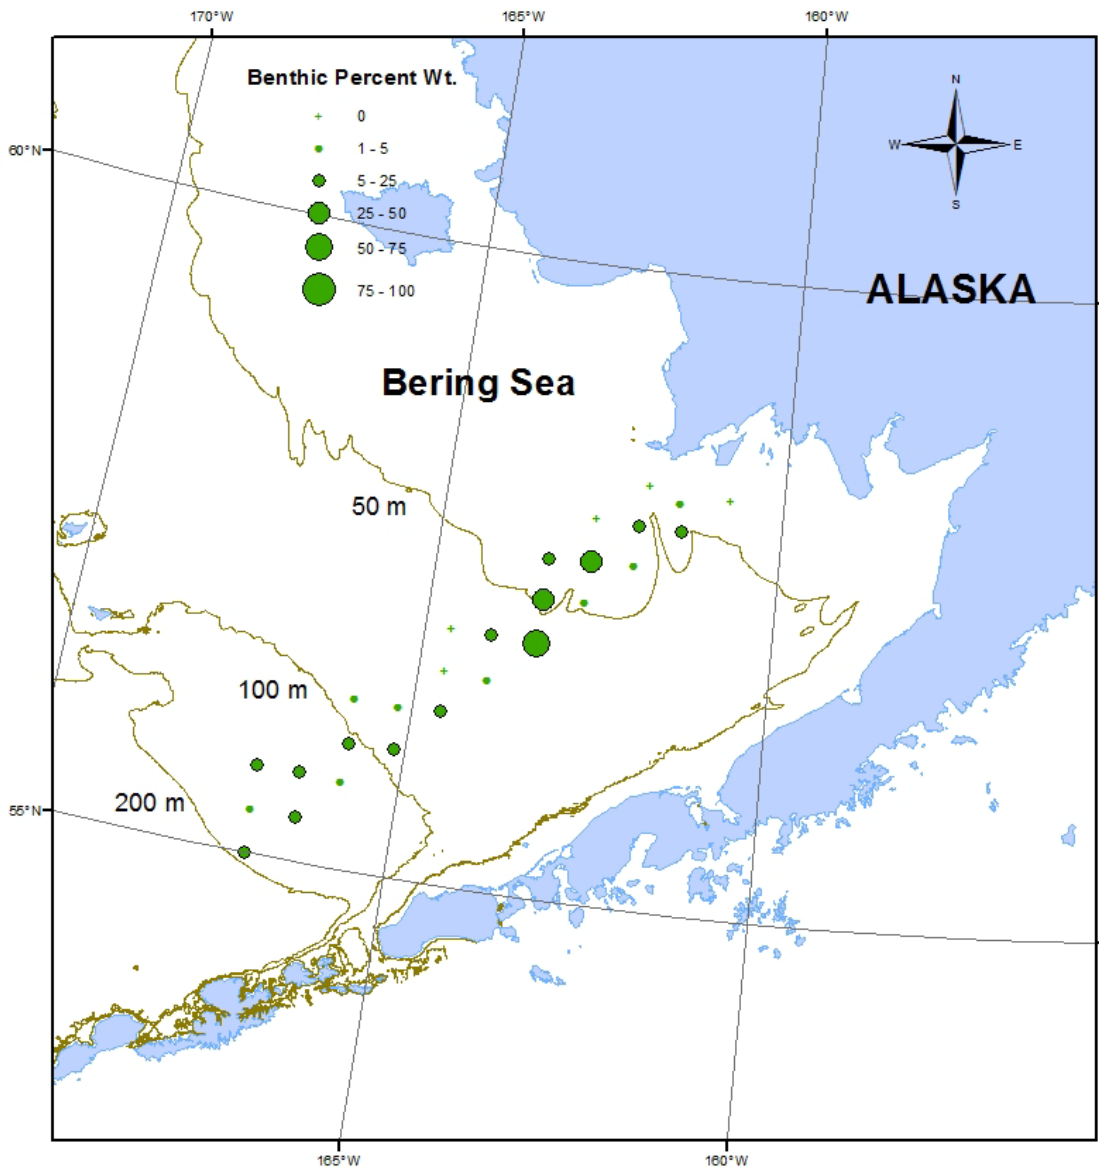 170°W
165°W
160°W
Benthic Percent Wt.
0
1 - 5
5 - 25
25 - 50
50 - 75
75 - 100
N
W
E
S
60°N
ALASKA
Bering Sea
50 m
100 m
200 m
55°N
165°W
160°W